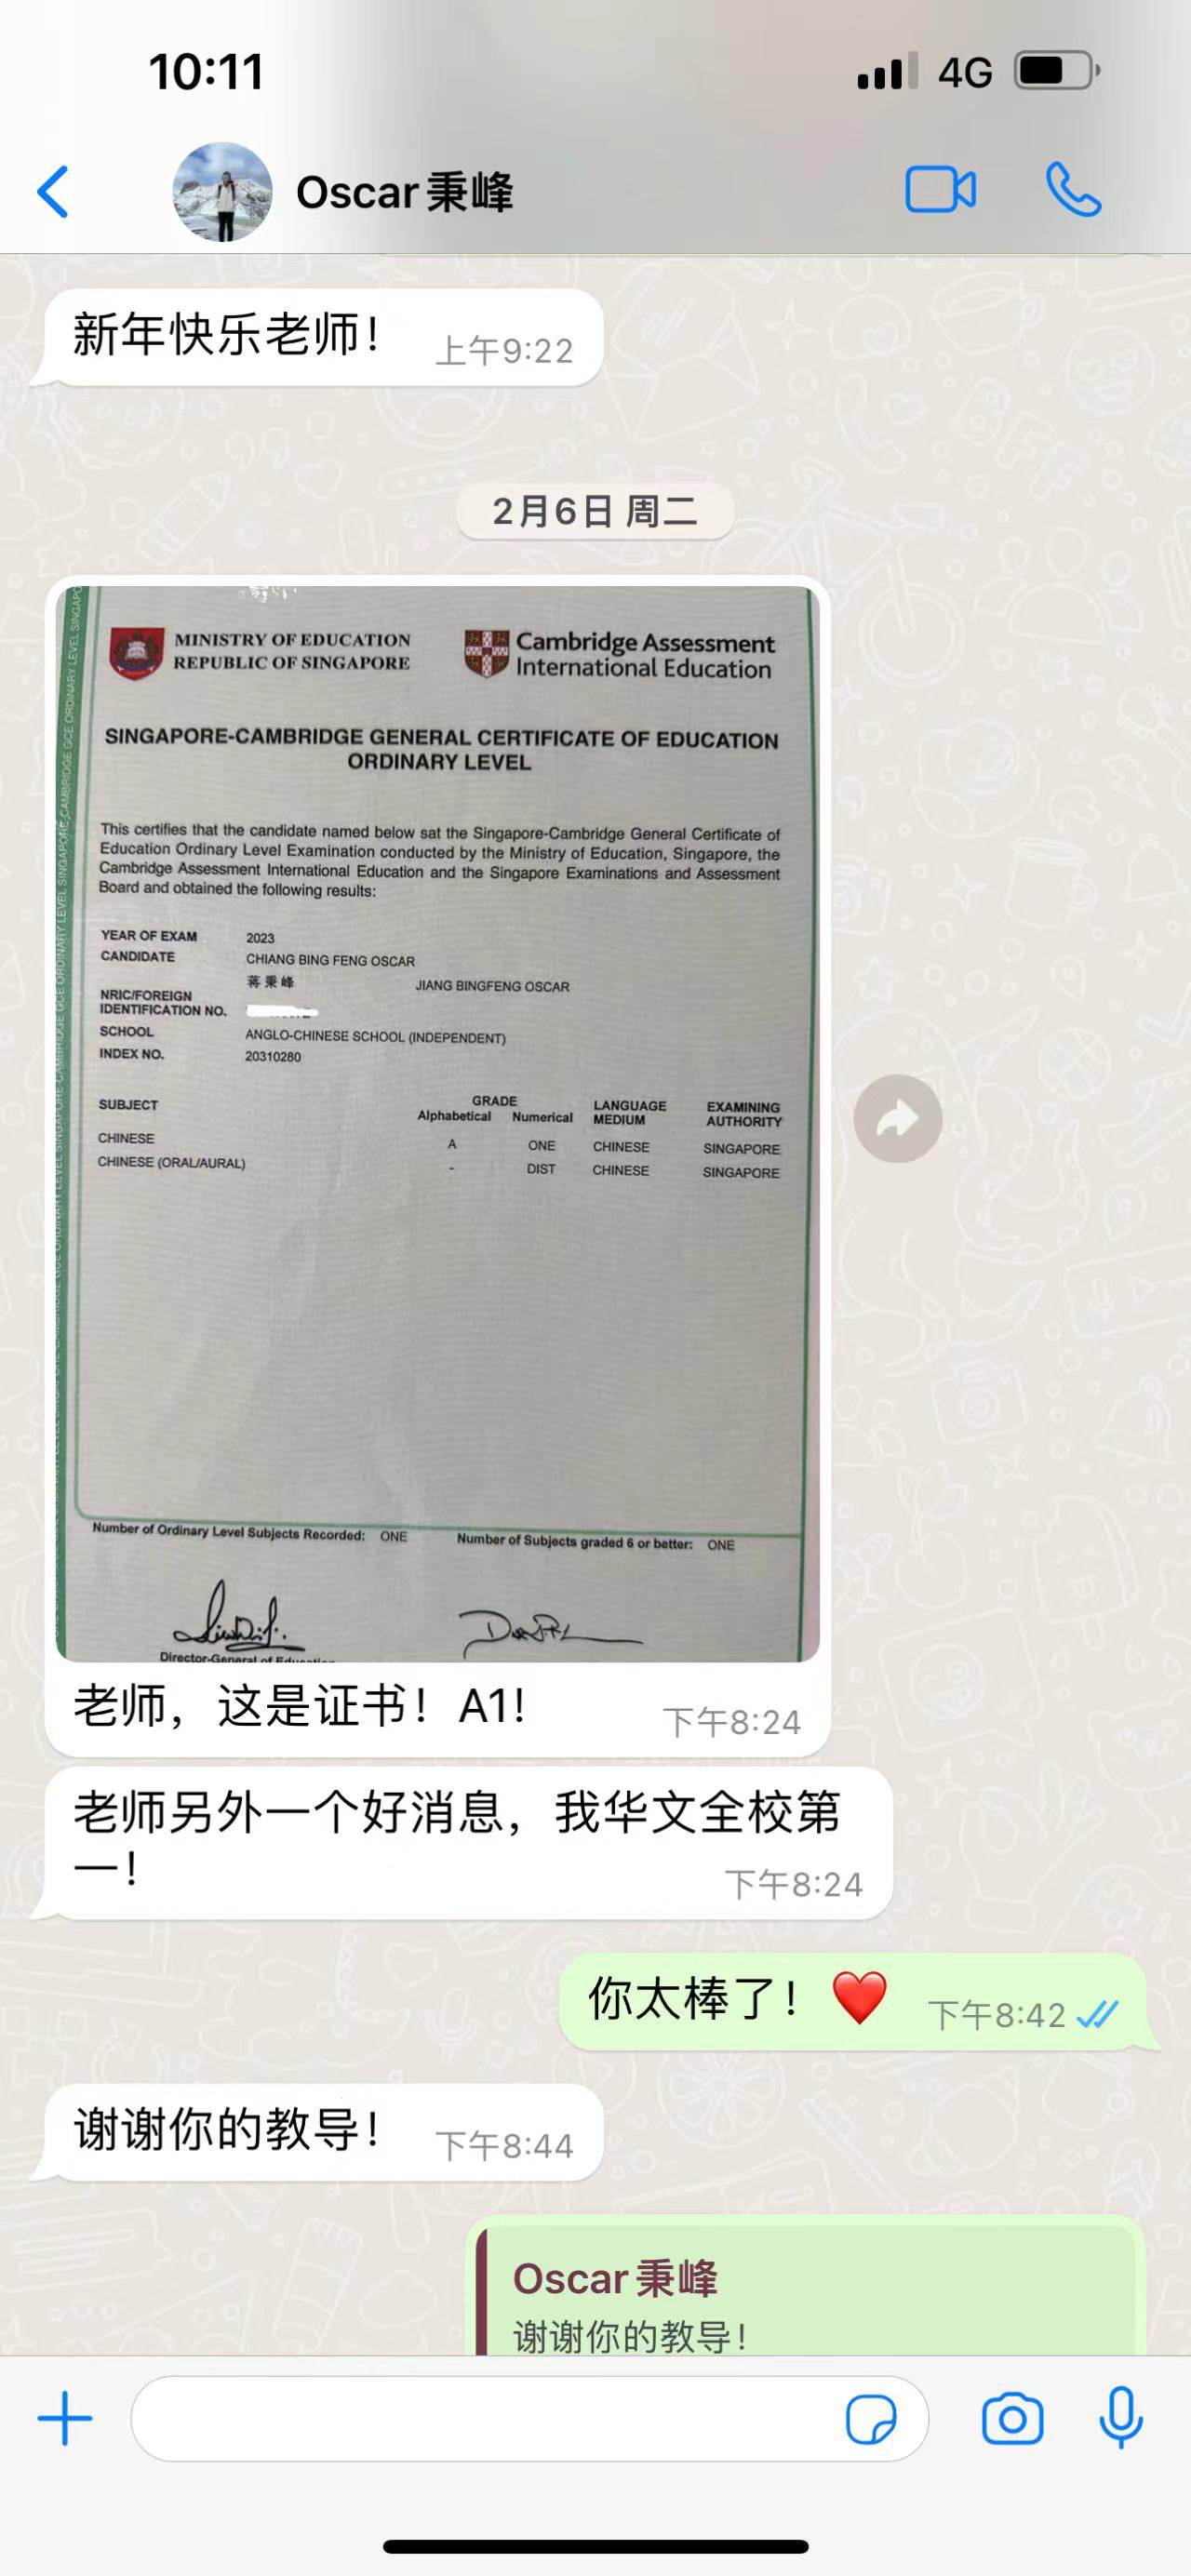 10:11
4G
Oscar秉峰
新年快乐老师！
上午9:22
2月6日 周二
MINISTRY OF EDUCATION
REPUBLIC OF SINGAPORE
Cambridge Assessment
International Education
SINGAPORE-CAMBRIDGE GENERAL CERTIFICATE OF EDUCATION
ORDINARY LEVEL
This certifies that the candidate named below sat the Singapore-Cambridge General Certificate of
Education Ordinary Level Examination conducted by the Ministry of Education, Singapore, the
Cambridge Assessment International Education and the Singapore Examinations and Assessment
Board and obtained the following results:
YEAR OF EXAM 2023
CANDIDATE CHIANG BING FENG OSCAR
蒋秉峰 JIANG BINGFENG OSCAR
NRIC/FOREIGN
IDENTIFICATION NO.
SCHOOL ANGLO-CHINESE SCHOOL (INDEPENDENT)
INDEX NO. 20310280
SUBJECT GRADE LANGUAGE EXAMINING
Alphabetical Numerical MEDIUM AUTHORITY
CHINESE A ONE CHINESE SINGAPORE
CHINESE (ORAL/AURAL) - DIST CHINESE SINGAPORE
Number of Ordinary Level Subjects Recorded: ONE Number of Subjects graded 6 or better: ONE
Director-General of Education
老师，这是证书！A1!
下午8:24
老师另外一个好消息，我华文全校第
一！
下午8:24
你太棒了！❤️
下午8:42
谢谢你的教导！
下午8:44
Oscar秉峰
谢谢你的教导！